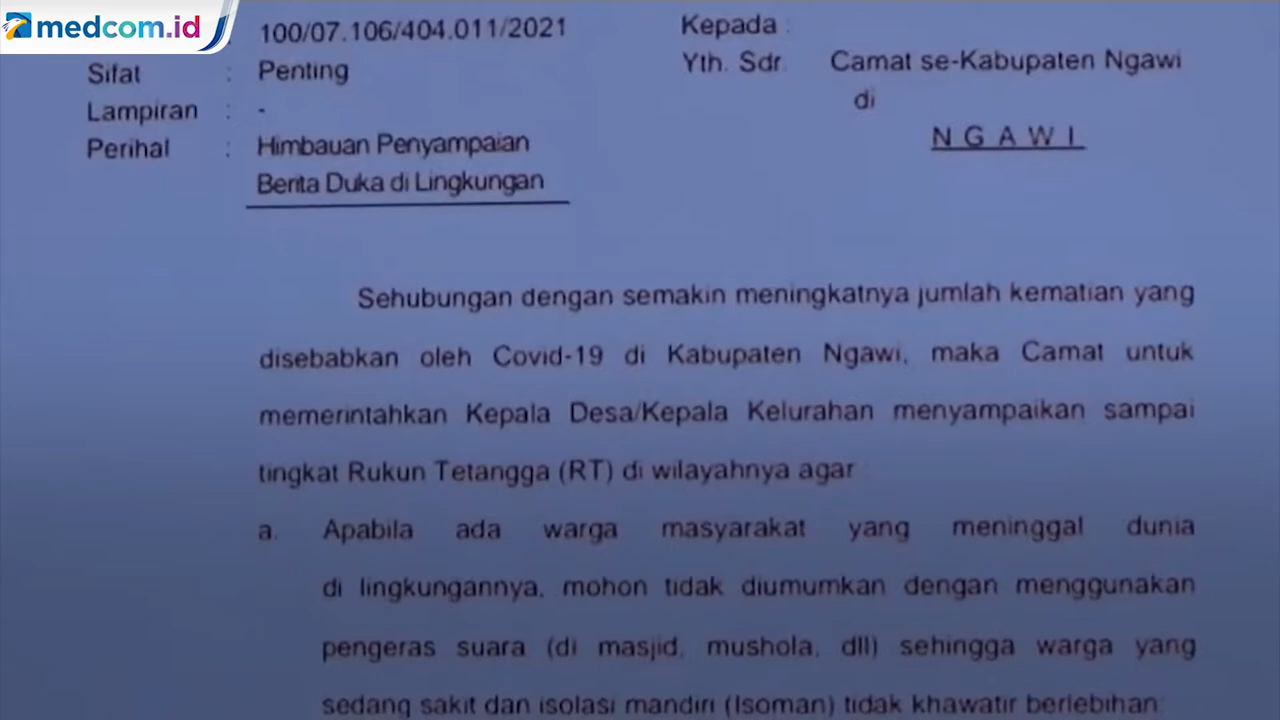 medcom.id
: 100/07.106/404.011/2021
Sifat : Penting
Lampiran : -
Perihal : Himbauan Penyampaian
Berita Duka di Lingkungan
Kepada :
Yth. Sdr. Camat se-Kabupaten Ngawi
di
N G A W I
Sehubungan dengan semakin meningkatnya jumlah kematian yang
disebabkan oleh Covid-19 di Kabupaten Ngawi, maka Camat untuk
memerintahkan Kepala Desa/Kepala Kelurahan menyampaikan sampai
tingkat Rukun Tetangga (RT) di wilayahnya agar :
a. Apabila ada warga masyarakat yang meninggal dunia
di lingkungannya, mohon tidak diumumkan dengan menggunakan
pengeras suara (di masjid, mushola, dll) sehingga warga yang
sedang sakit dan isolasi mandiri (Isoman) tidak khawatir berlebihan;